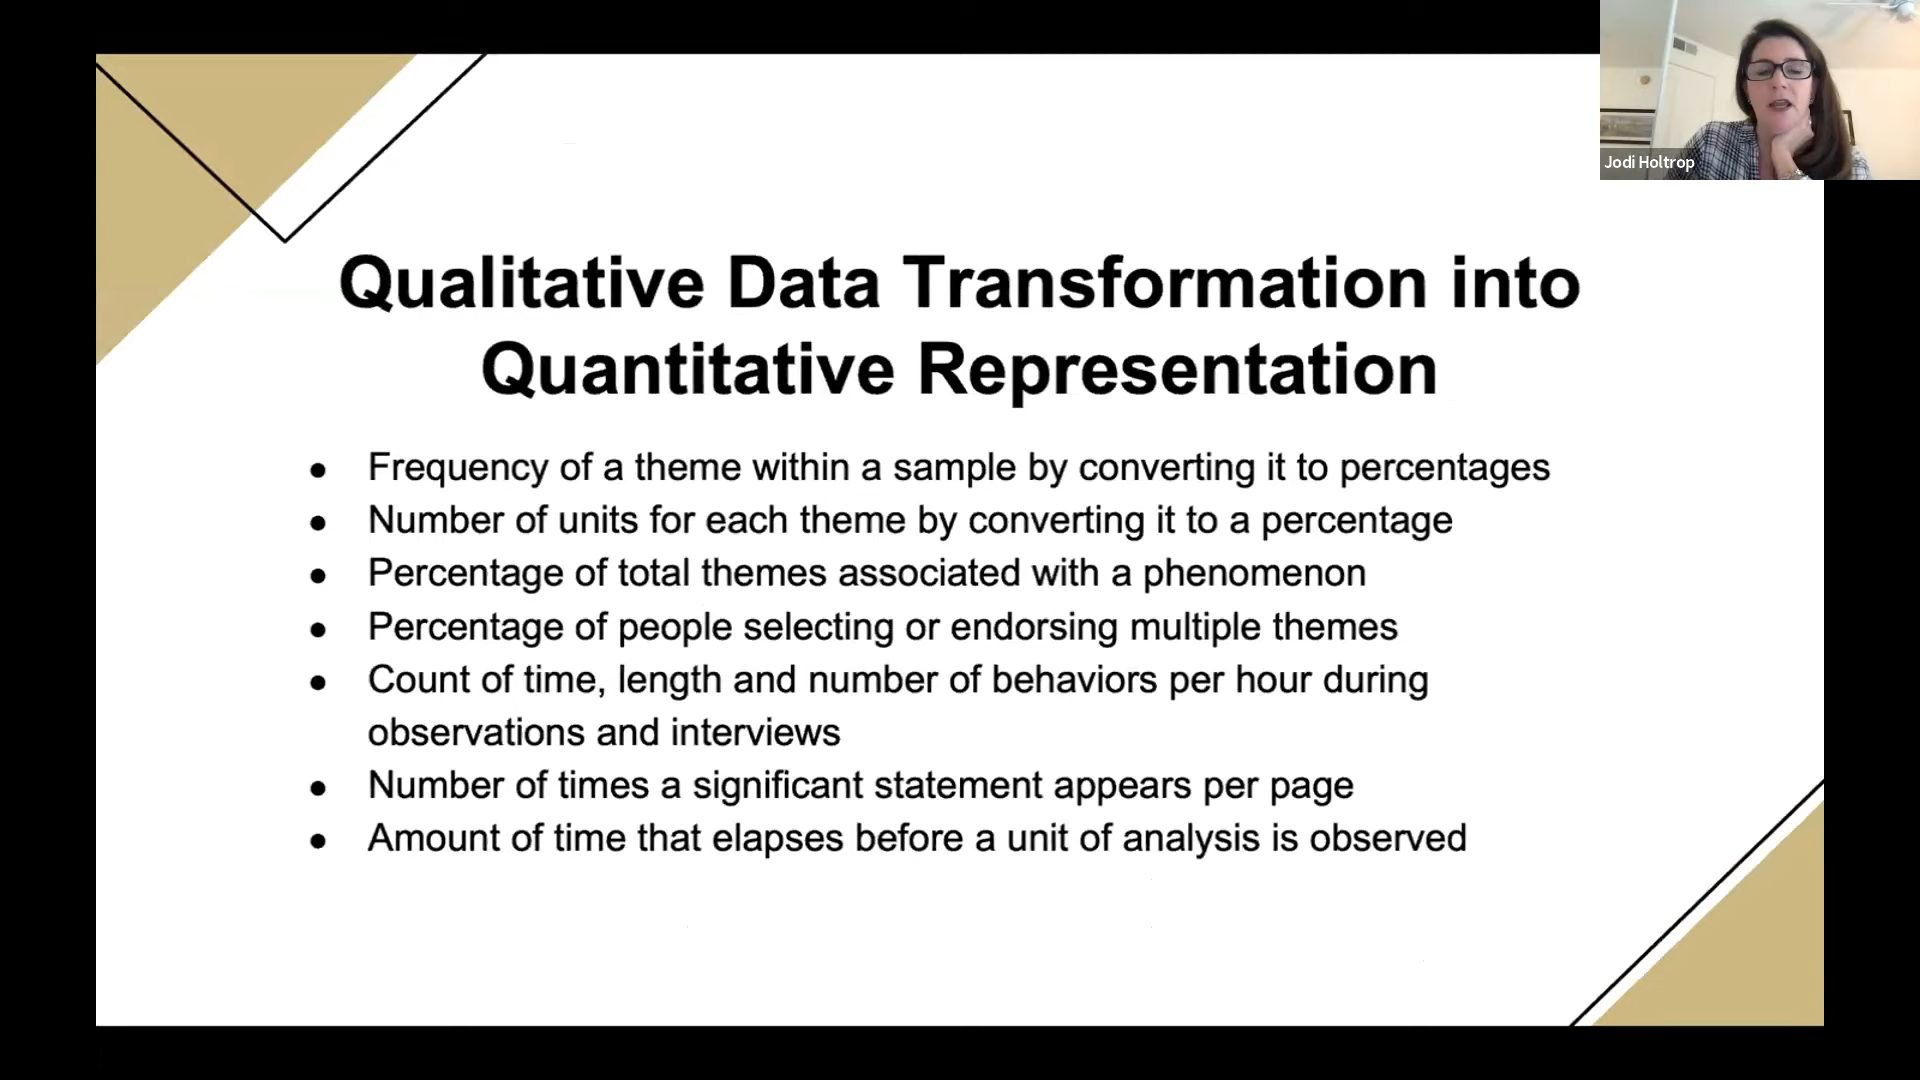 Jodi Holtrop
Qualitative Data Transformation into
Quantitative Representation
● Frequency of a theme within a sample by converting it to percentages
● Number of units for each theme by converting it to a percentage
● Percentage of total themes associated with a phenomenon
● Percentage of people selecting or endorsing multiple themes
● Count of time, length and number of behaviors per hour during
observations and interviews
● Number of times a significant statement appears per page
● Amount of time that elapses before a unit of analysis is observed